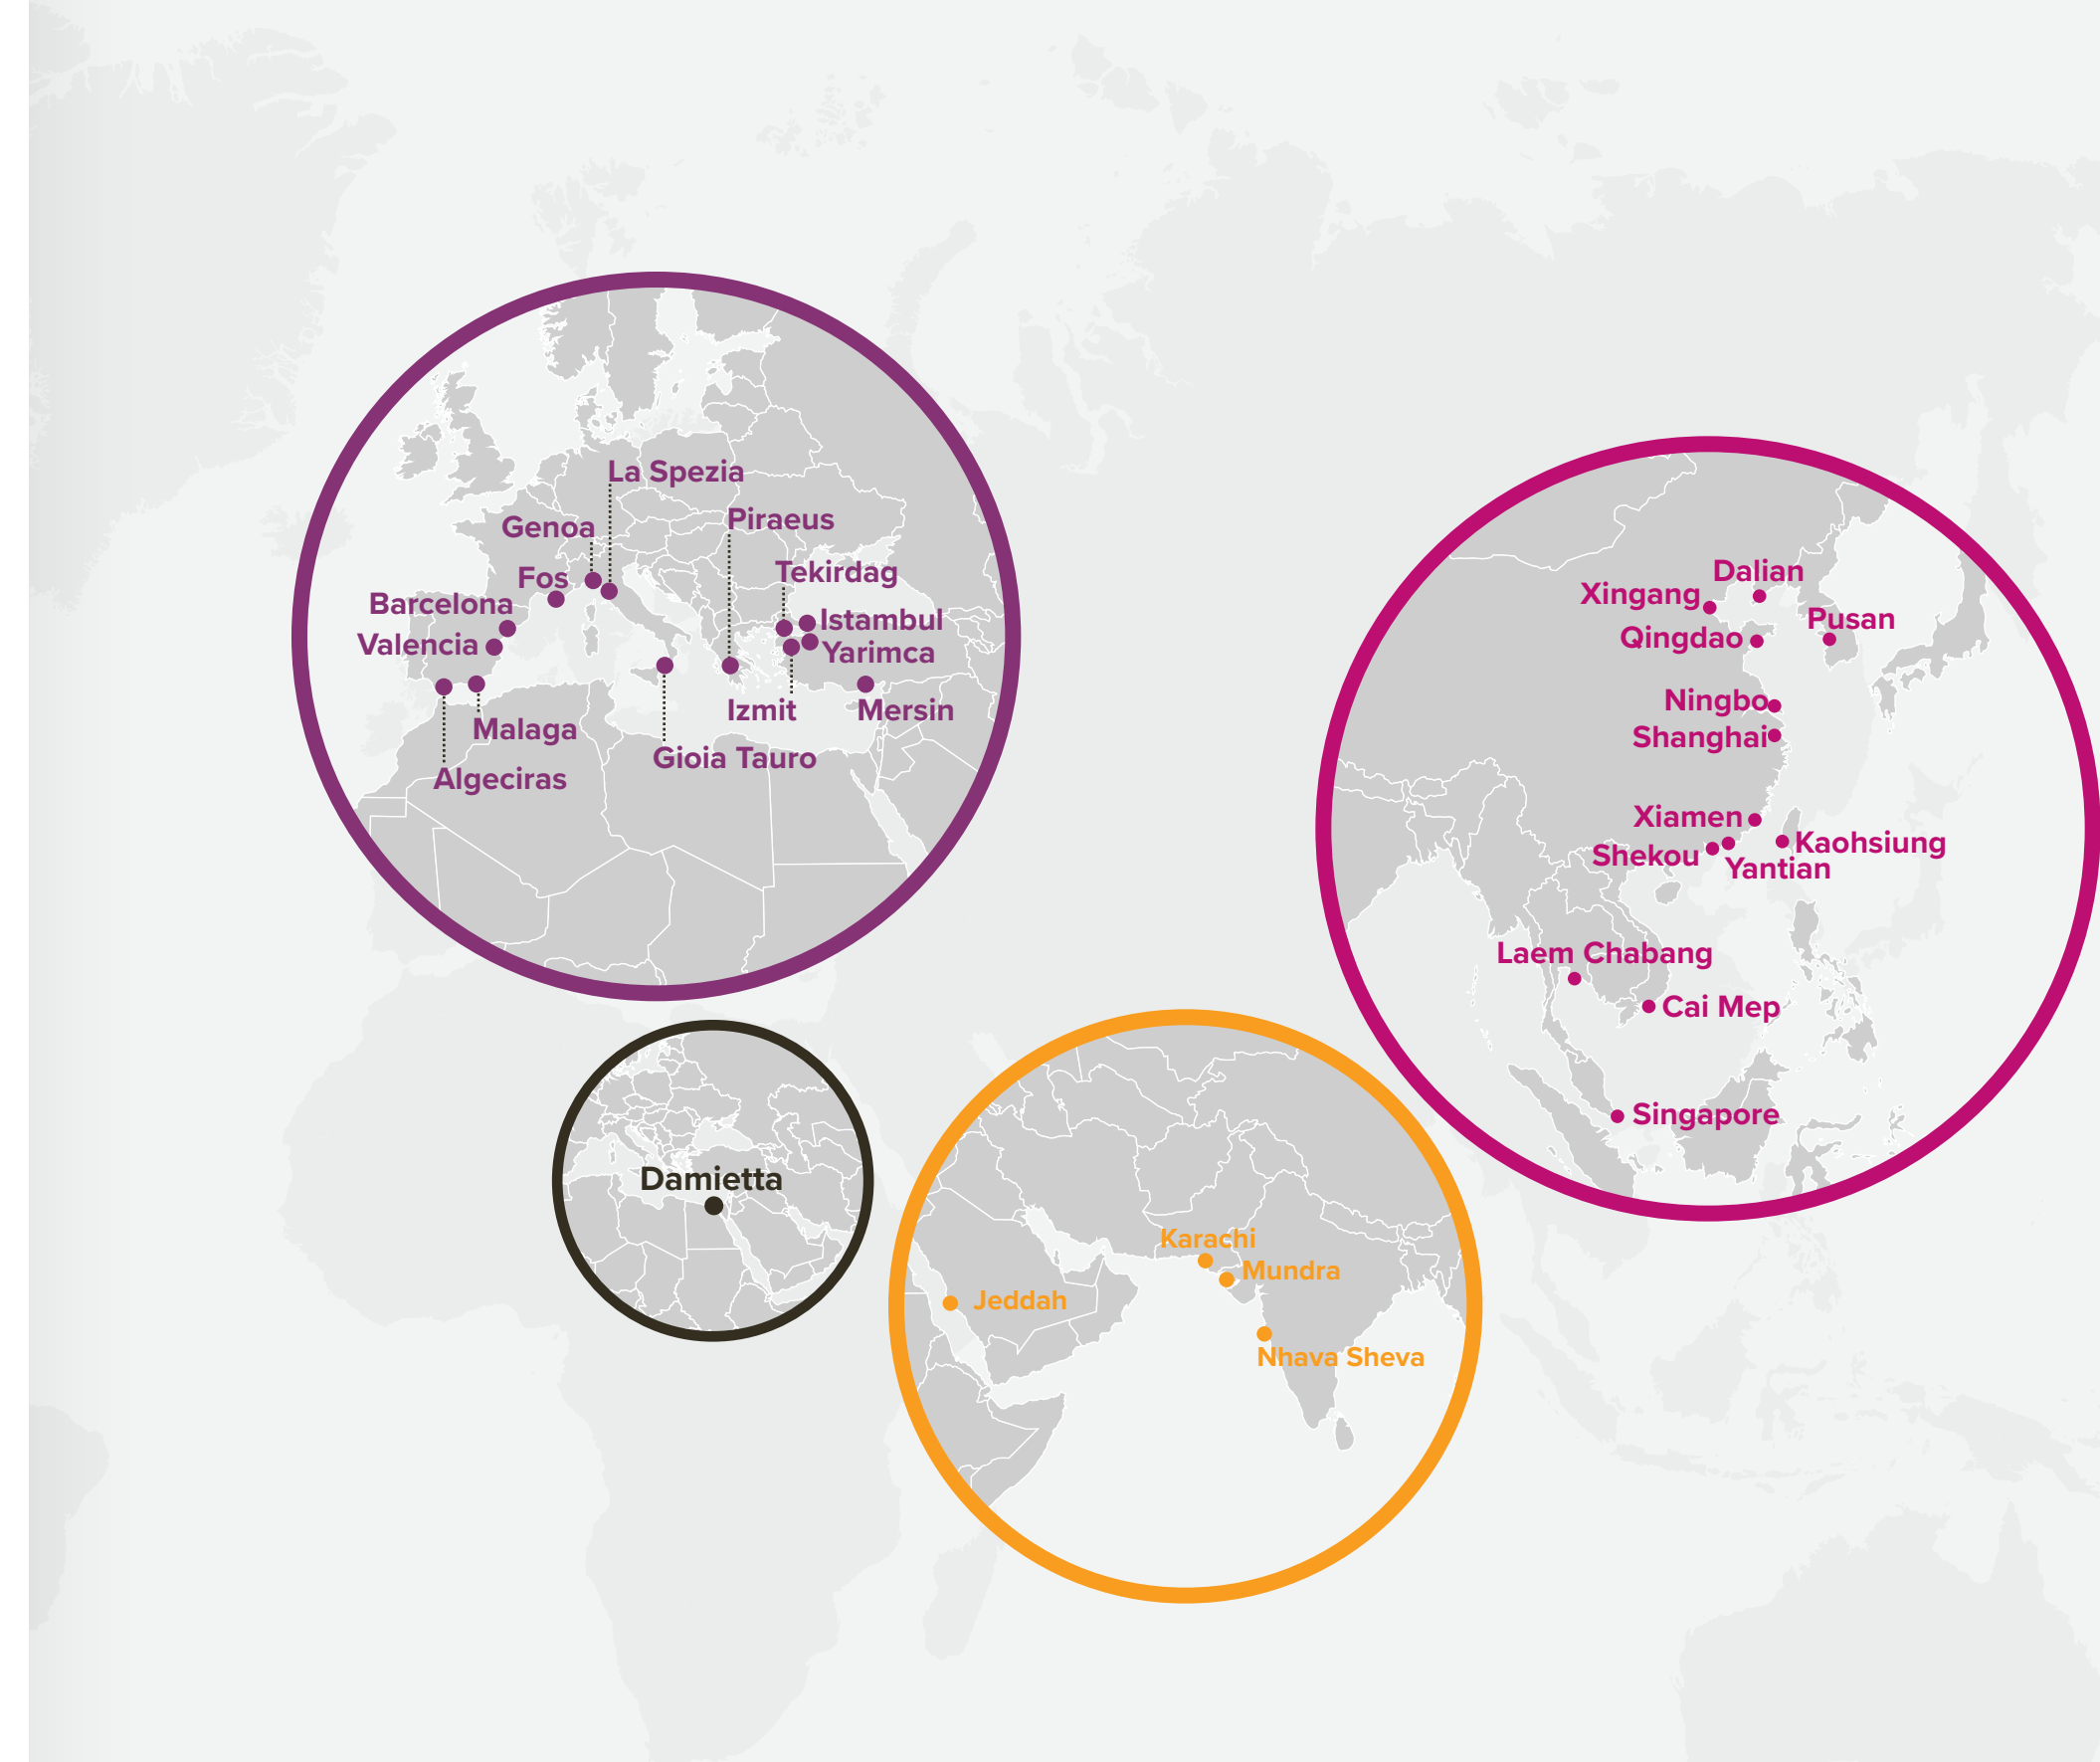 La Spezia
Genoa
Piraeus
Fos
Tekirdag
Barcelona
Istambul
Valencia
Yarimca
Izmit
Mersin
Malaga
Gioia Tauro
Algeciras
Dalian
Xingang
Pusan
Qingdao
Ningbo
Shanghai
Xiamen
Kaohsiung
Shekou
Yantian
Laem Chabang
Cai Mep
Singapore
Damietta
Karachi
Mundra
Jeddah
Nhava Sheva